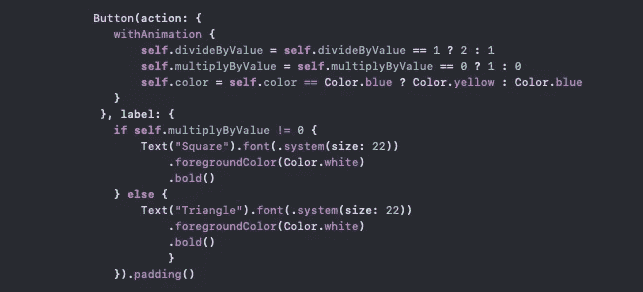 Button(action: {
withAnimation {
self.divideByValue = self.divideByValue == 1 ? 2 : 1
self.multiplyByValue = self.multiplyByValue == 0 ? 1 : 0
self.color = self.color == Color.blue ? Color.yellow : Color.blue
}
}, label: {
if self.multiplyByValue != 0 {
Text("Square").font(.system(size: 22))
.foregroundColor(Color.white)
.bold()
} else {
Text("Triangle").font(.system(size: 22))
.foregroundColor(Color.white)
.bold()
}
}).padding()